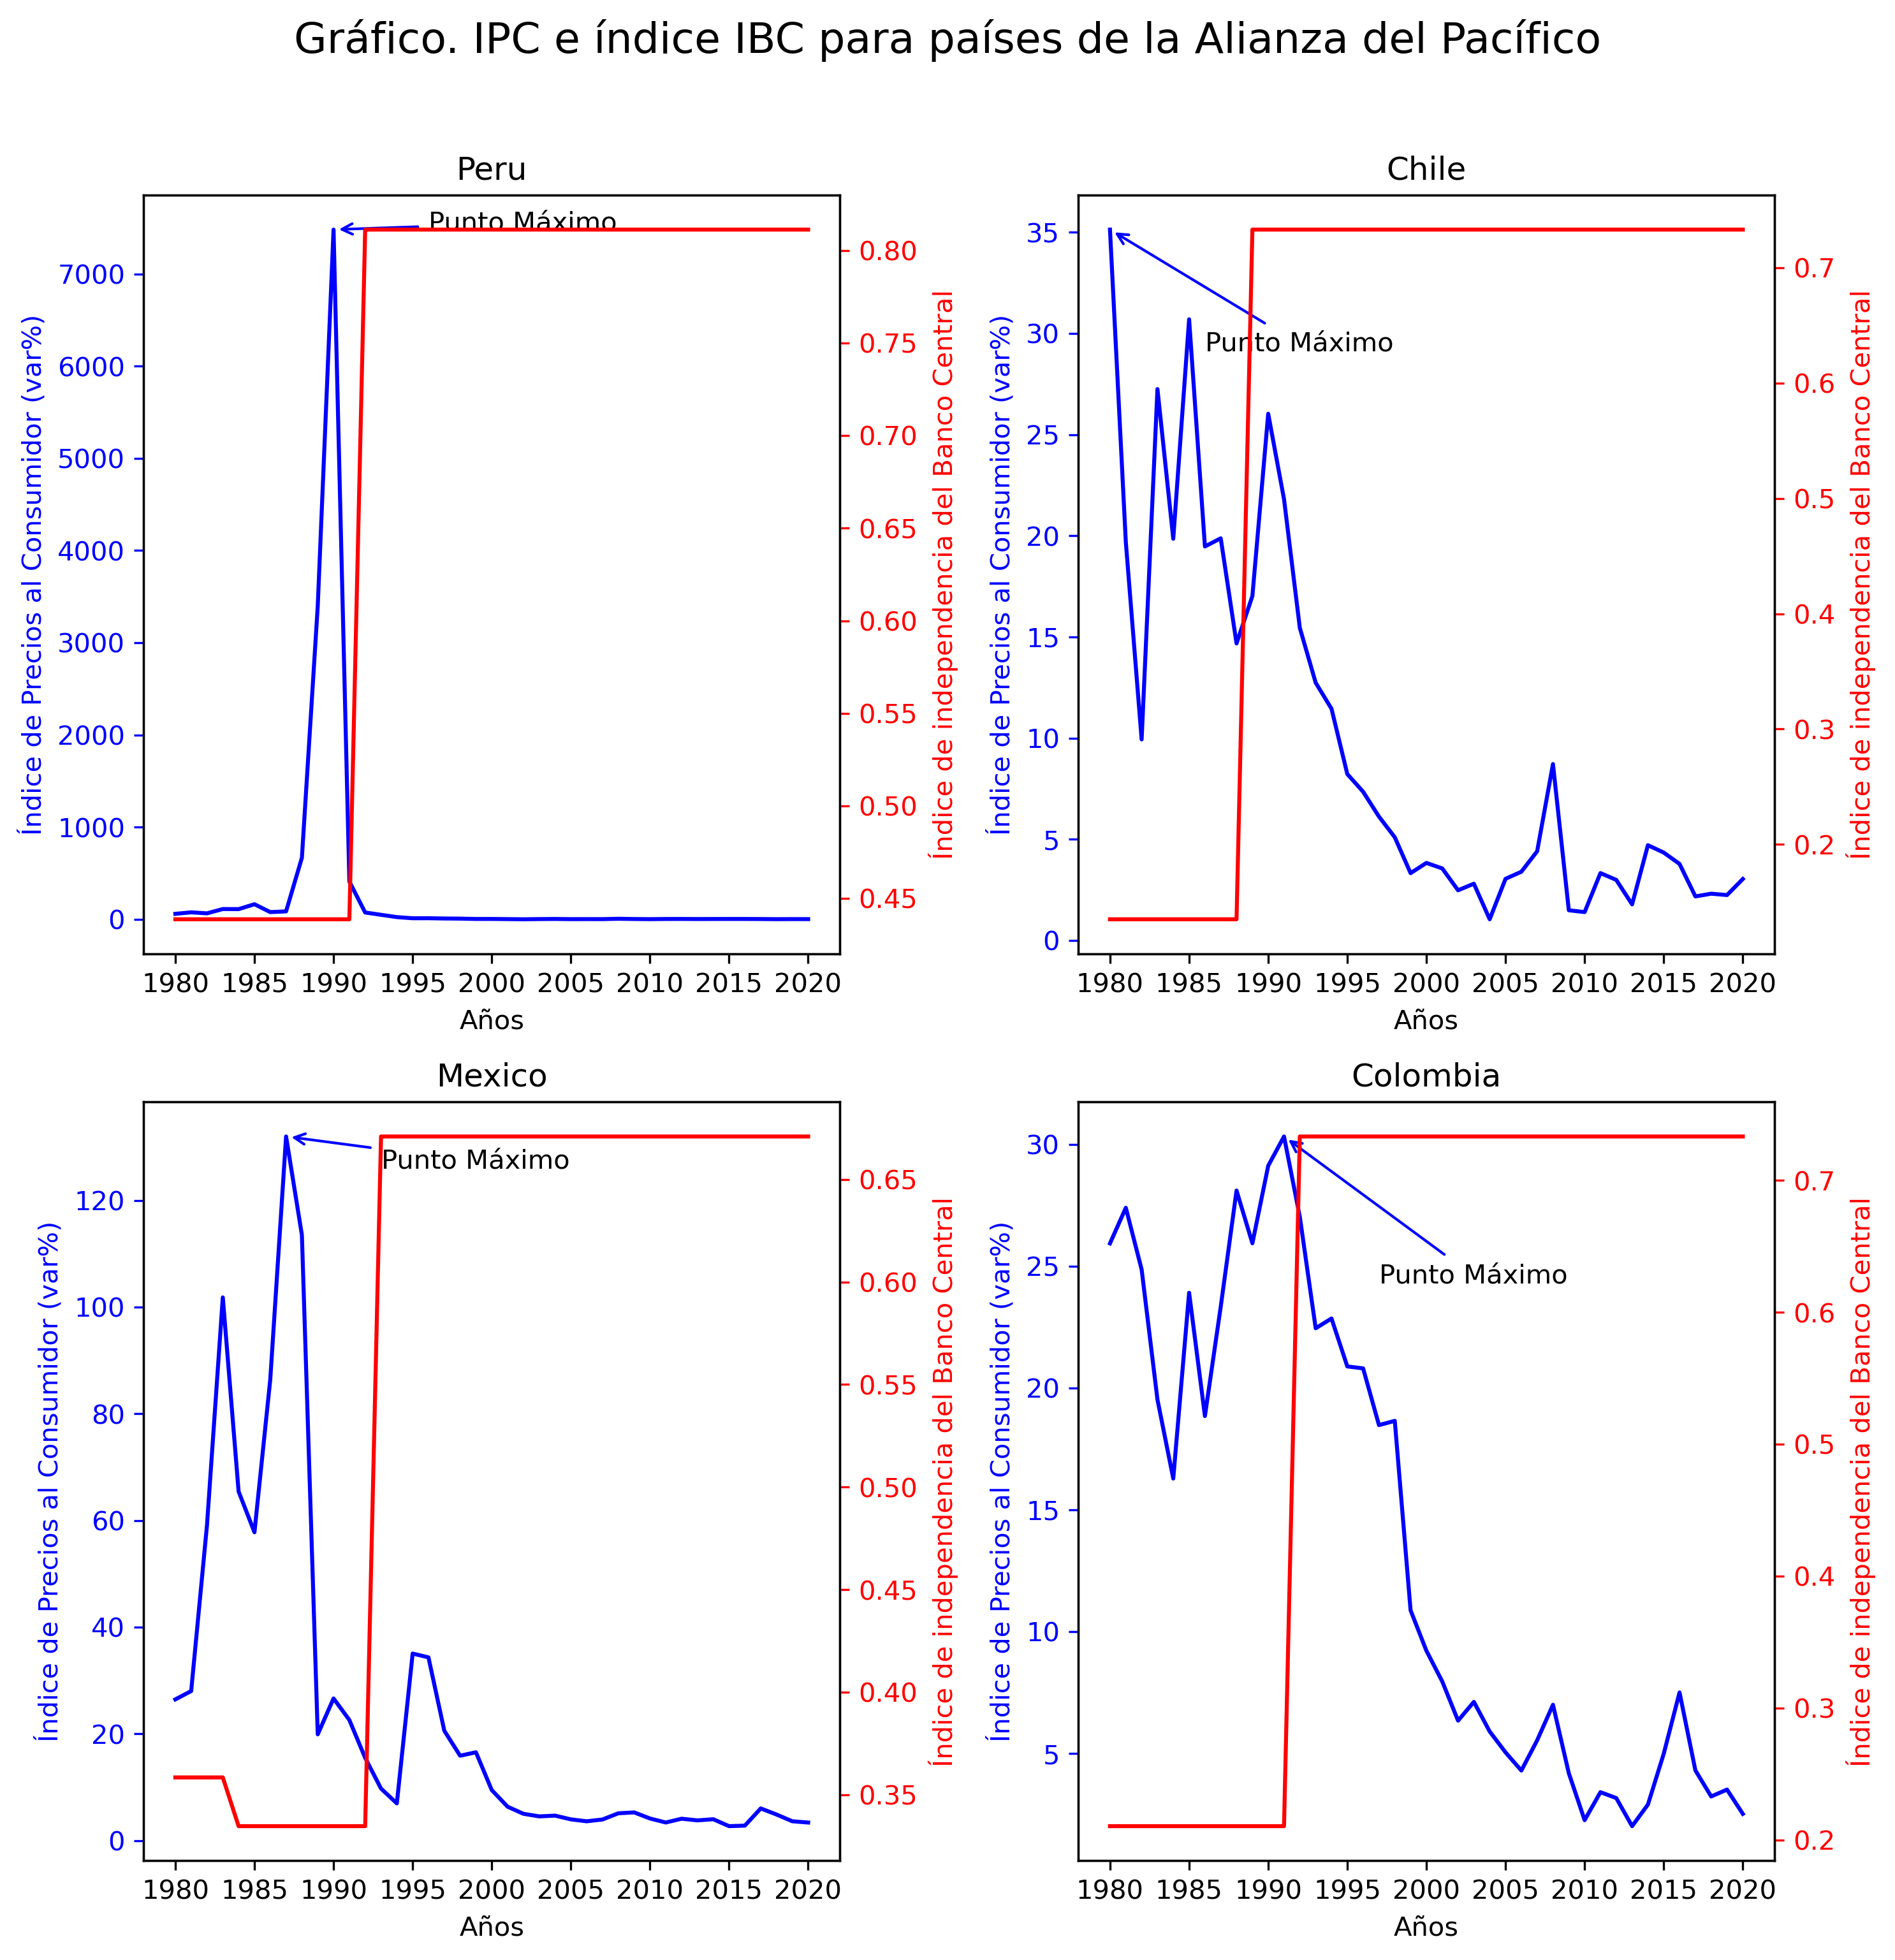 Gráfico. IPC e índice IBC para países de la Alianza del Pacífico
Peru
Punto Máximo
Índice de Precios al Consumidor (var%)
7000
6000
5000
4000
3000
2000
1000
0
0.80
0.75
0.70
0.65
0.60
0.55
0.50
0.45
Índice de independencia del Banco Central
1980 1985 1990 1995 2000 2005 2010 2015 2020
Años
Chile
Punto Máximo
Índice de Precios al Consumidor (var%)
35
30
25
20
15
10
5
0
0.7
0.6
0.5
0.4
0.3
0.2
Índice de independencia del Banco Central
1980 1985 1990 1995 2000 2005 2010 2015 2020
Años
Mexico
Punto Máximo
Índice de Precios al Consumidor (var%)
120
100
80
60
40
20
0
0.65
0.60
0.55
0.50
0.45
0.40
0.35
Índice de independencia del Banco Central
1980 1985 1990 1995 2000 2005 2010 2015 2020
Años
Colombia
Punto Máximo
Índice de Precios al Consumidor (var%)
30
25
20
15
10
5
0.7
0.6
0.5
0.4
0.3
0.2
Índice de independencia del Banco Central
1980 1985 1990 1995 2000 2005 2010 2015 2020
Años